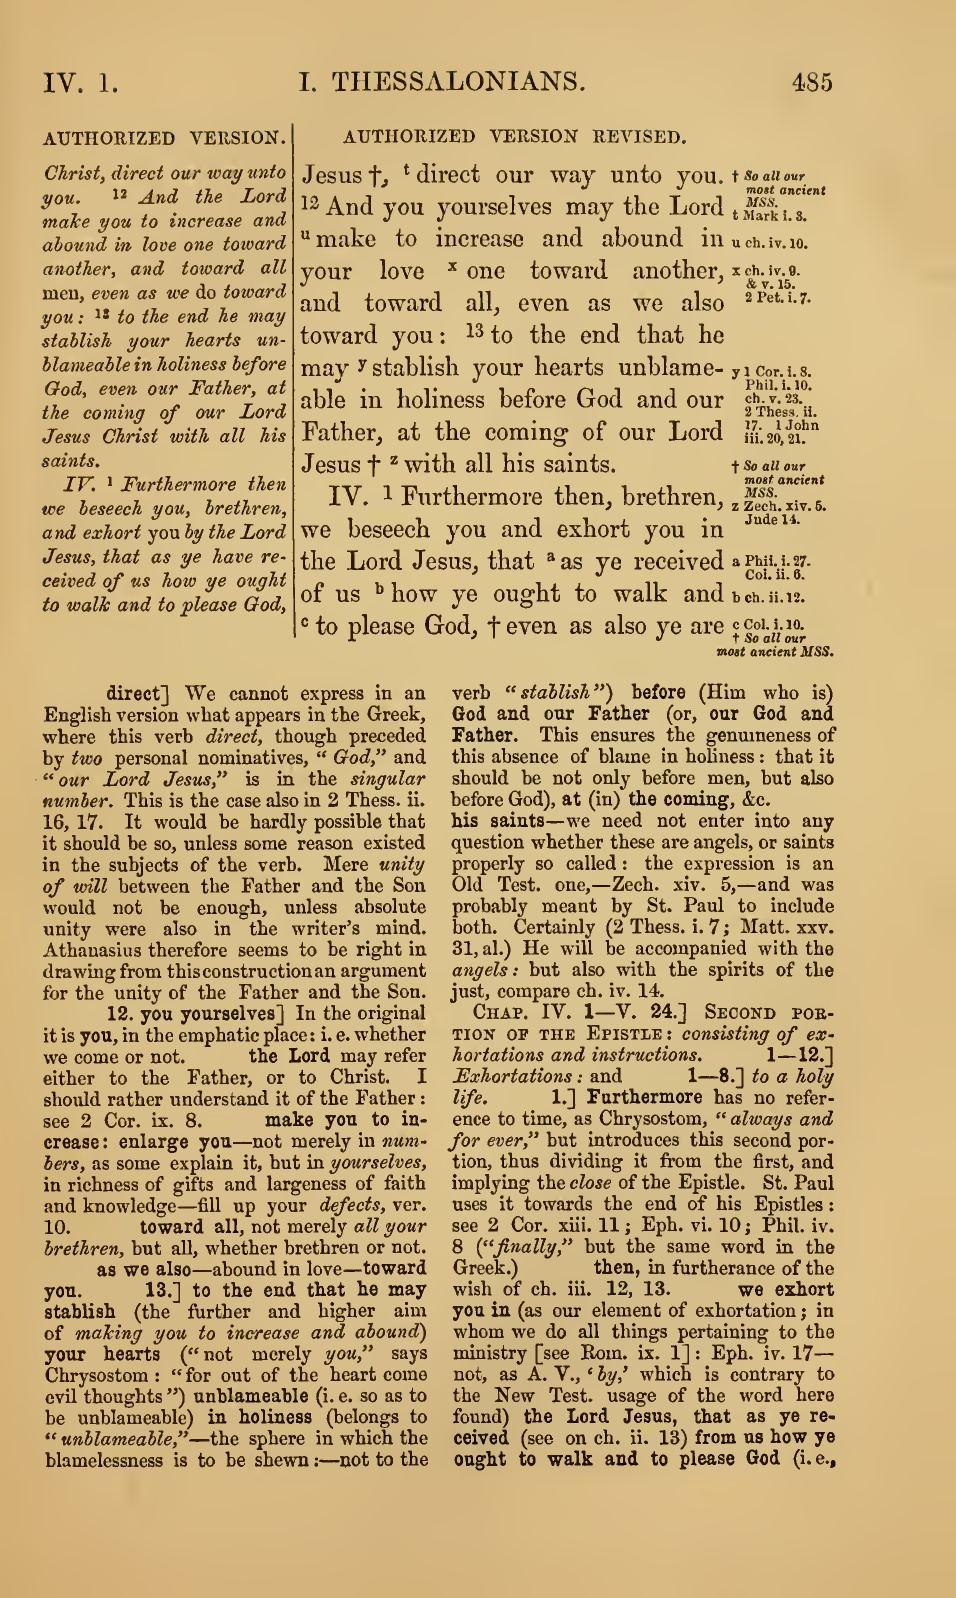 IV. 1.
I. THESSALONIANS.
485
AUTHORIZED VERSION.
Christ, direct our way unto
you. 12 And the Lord
make you to increase and
abound in love one toward
another, and toward all
men, even as we do toward
you: 13 to the end he may
stablish your hearts un-
blameable in holiness before
God, even our Father, at
the coming of our Lord
Jesus Christ with all his
saints.
IV. 1 Furthermore then
we beseech you, brethren,
and exhort you by the Lord
Jesus, that as ye have re-
ceived of us how ye ought
to walk and to please God,
AUTHORIZED VERSION REVISED.
Jesus †, t direct our way unto you.
12 And you yourselves may the Lord
u make to increase and abound in
your love x one toward another,
and toward all, even as we also
toward you: 13 to the end that he
may y stablish your hearts unblame-
able in holiness before God and our
Father, at the coming of our Lord
Jesus † z with all his saints.
IV. 1 Furthermore then, brethren,
we beseech you and exhort you in
the Lord Jesus, that a as ye received
of us b how ye ought to walk and
c to please God, † even as also ye are
† So all our
most ancient
MSS.
t Mark i. 3.
u ch. iv. 10.
x ch. iv. 9.
& v. 15.
2 Pet. i. 7.
y 1 Cor. i. 8.
Phil. i. 10.
ch. v. 23.
2 Thess. ii.
17. 1 John
iii. 20, 21.
† So all our
most ancient
MSS.
z Zech. xiv. 5.
Jude 14.
a Phil. i. 27.
Col. ii. 6.
b ch. ii. 12.
c Col. i. 10.
† So all our
most ancient MSS.
direct] We cannot express in an
English version what appears in the Greek,
where this verb direct, though preceded
by two personal nominatives, “God,” and
“our Lord Jesus,” is in the singular
number. This is the case also in 2 Thess. ii.
16, 17. It would be hardly possible that
it should be so, unless some reason existed
in the subjects of the verb. Mere unity
of will between the Father and the Son
would not be enough, unless absolute
unity were also in the writer's mind.
Athanasius therefore seems to be right in
drawing from this construction an argument
for the unity of the Father and the Son.
12. you yourselves] In the original
it is you, in the emphatic place: i. e. whether
we come or not. the Lord may refer
either to the Father, or to Christ. I
should rather understand it of the Father:
see 2 Cor. ix. 8. make you to in-
crease: enlarge you—not merely in num-
bers, as some explain it, but in yourselves,
in richness of gifts and largeness of faith
and knowledge—fill up your defects, ver.
10. toward all, not merely all your
brethren, but all, whether brethren or not.
as we also—abound in love—toward
you. 13.] to the end that he may
stablish (the further and higher aim
of making you to increase and abound)
your hearts (“not merely you,” says
Chrysostom: “for out of the heart come
evil thoughts”) unblameable (i. e. so as to
be unblameable) in holiness (belongs to
“unblameable,”—the sphere in which the
blamelessness is to be shewn:—not to the
verb “stablish”) before (Him who is)
God and our Father (or, our God and
Father. This ensures the genuineness of
this absence of blame in holiness: that it
should be not only before men, but also
before God), at (in) the coming, &c.
his saints—we need not enter into any
question whether these are angels, or saints
properly so called: the expression is an
Old Test. one,—Zech. xiv. 5,—and was
probably meant by St. Paul to include
both. Certainly (2 Thess. i. 7; Matt. xxv.
31, al.) He will be accompanied with the
angels: but also with the spirits of the
just, compare ch. iv. 14.
CHAP. IV. 1—V. 24.] SECOND POR-
TION OF THE EPISTLE: consisting of ex-
hortations and instructions. 1—12.]
Exhortations: and 1—8.] to a holy
life. 1.] Furthermore has no refer-
ence to time, as Chrysostom, “always and
for ever,” but introduces this second por-
tion, thus dividing it from the first, and
implying the close of the Epistle. St. Paul
uses it towards the end of his Epistles:
see 2 Cor. xiii. 11; Eph. vi. 10; Phil. iv.
8 (“finally,” but the same word in the
Greek.) then, in furtherance of the
wish of ch. iii. 12, 13. we exhort
you in (as our element of exhortation; in
whom we do all things pertaining to the
ministry [see Rom. ix. 1]: Eph. iv. 17—
not, as A. V., ‘by,’ which is contrary to
the New Test. usage of the word here
found) the Lord Jesus, that as ye re-
ceived (see on ch. ii. 13) from us how ye
ought to walk and to please God (i. e.,